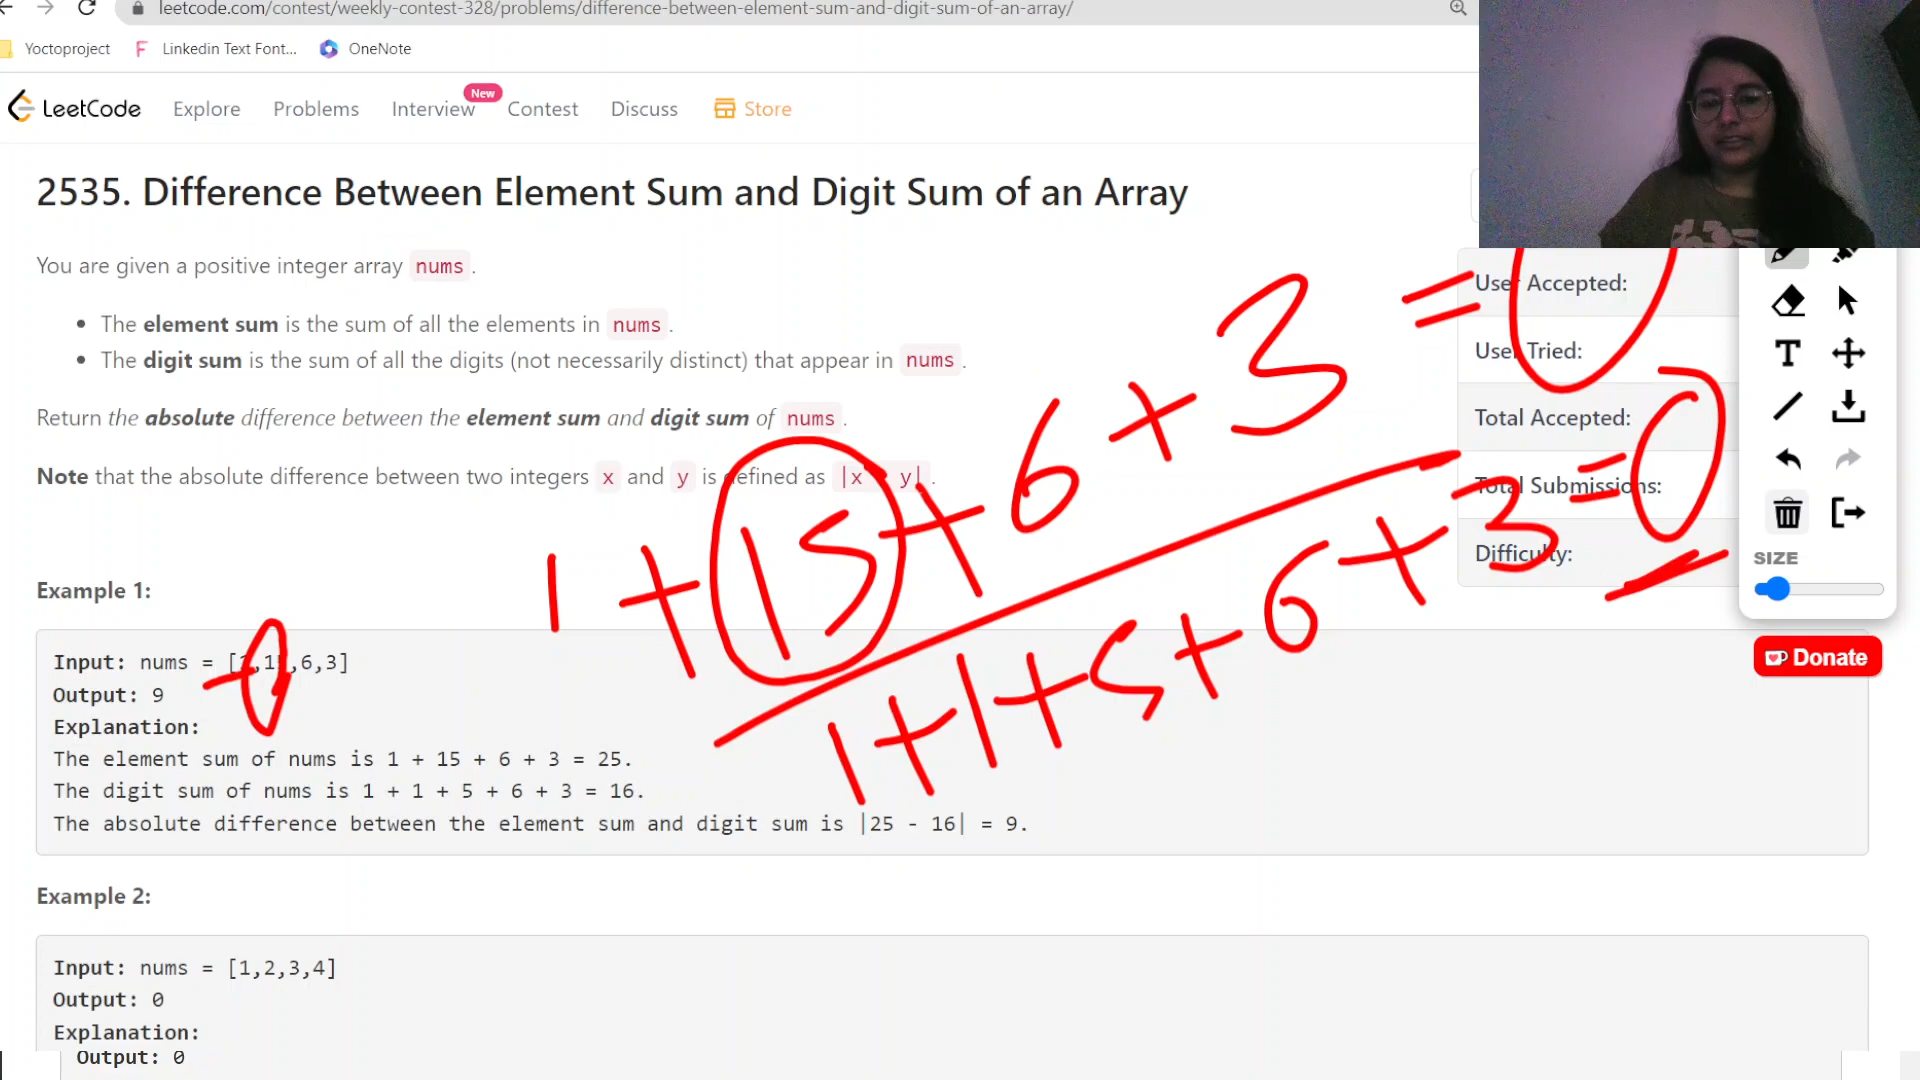 leetcode.com/contest/weekly-contest-328/problems/difference-between-element-sum-and-digit-sum-of-an-array/
Yoctoproject F Linkedin Text Font... OneNote
LeetCode Explore Problems Interview New Contest Discuss Store
2535. Difference Between Element Sum and Digit Sum of an Array
You are given a positive integer array nums.
• The element sum is the sum of all the elements in nums.
• The digit sum is the sum of all the digits (not necessarily distinct) that appear in nums.
Return the absolute difference between the element sum and digit sum of nums.
Note that the absolute difference between two integers x and y is defined as |x y|.
User Accepted:
User Tried:
Total Accepted:
Total Submissions:
Difficulty:
T
SIZE
Donate
1+15+6+3 =
1+1+5+6+3=
Example 1:
Input: nums = [ ,1 ,6,3]
Output: 9
Explanation:
The element sum of nums is 1 + 15 + 6 + 3 = 25.
The digit sum of nums is 1 + 1 + 5 + 6 + 3 = 16.
The absolute difference between the element sum and digit sum is |25 - 16| = 9.
Example 2:
Input: nums = [1,2,3,4]
Output: 0
Explanation:
Output: 0